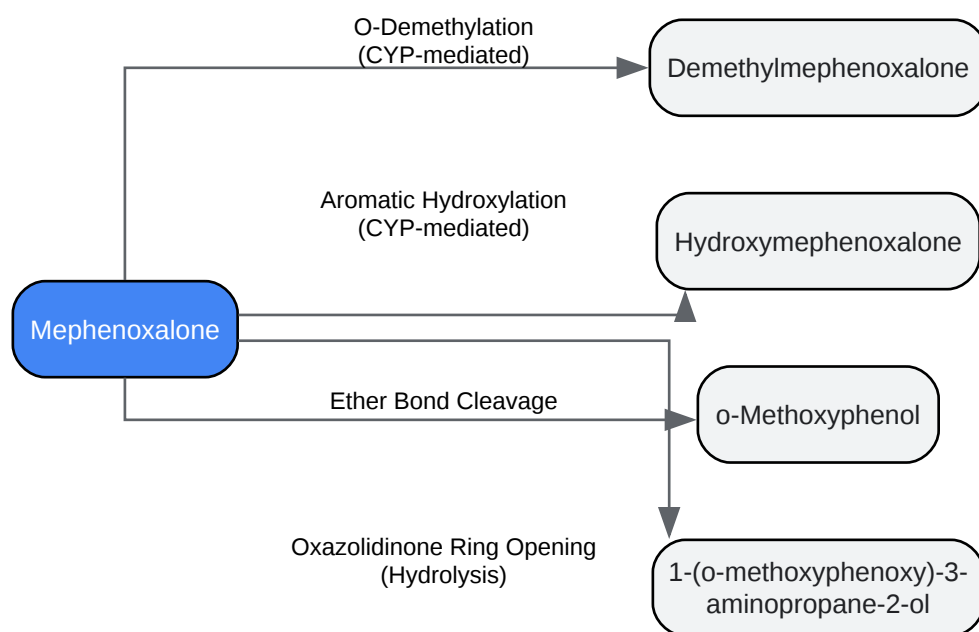 O-Demethylation
(CYP-mediated)
Demethylmephenoxalone
Aromatic Hydroxylation
(CYP-mediated)
Hydroxymephenoxalone
Mephenoxalone
Ether Bond Cleavage
o-Methoxyphenol
Oxazolidinone Ring Opening
(Hydrolysis)
1-(o-methoxyphenoxy)-3-
aminopropane-2-ol